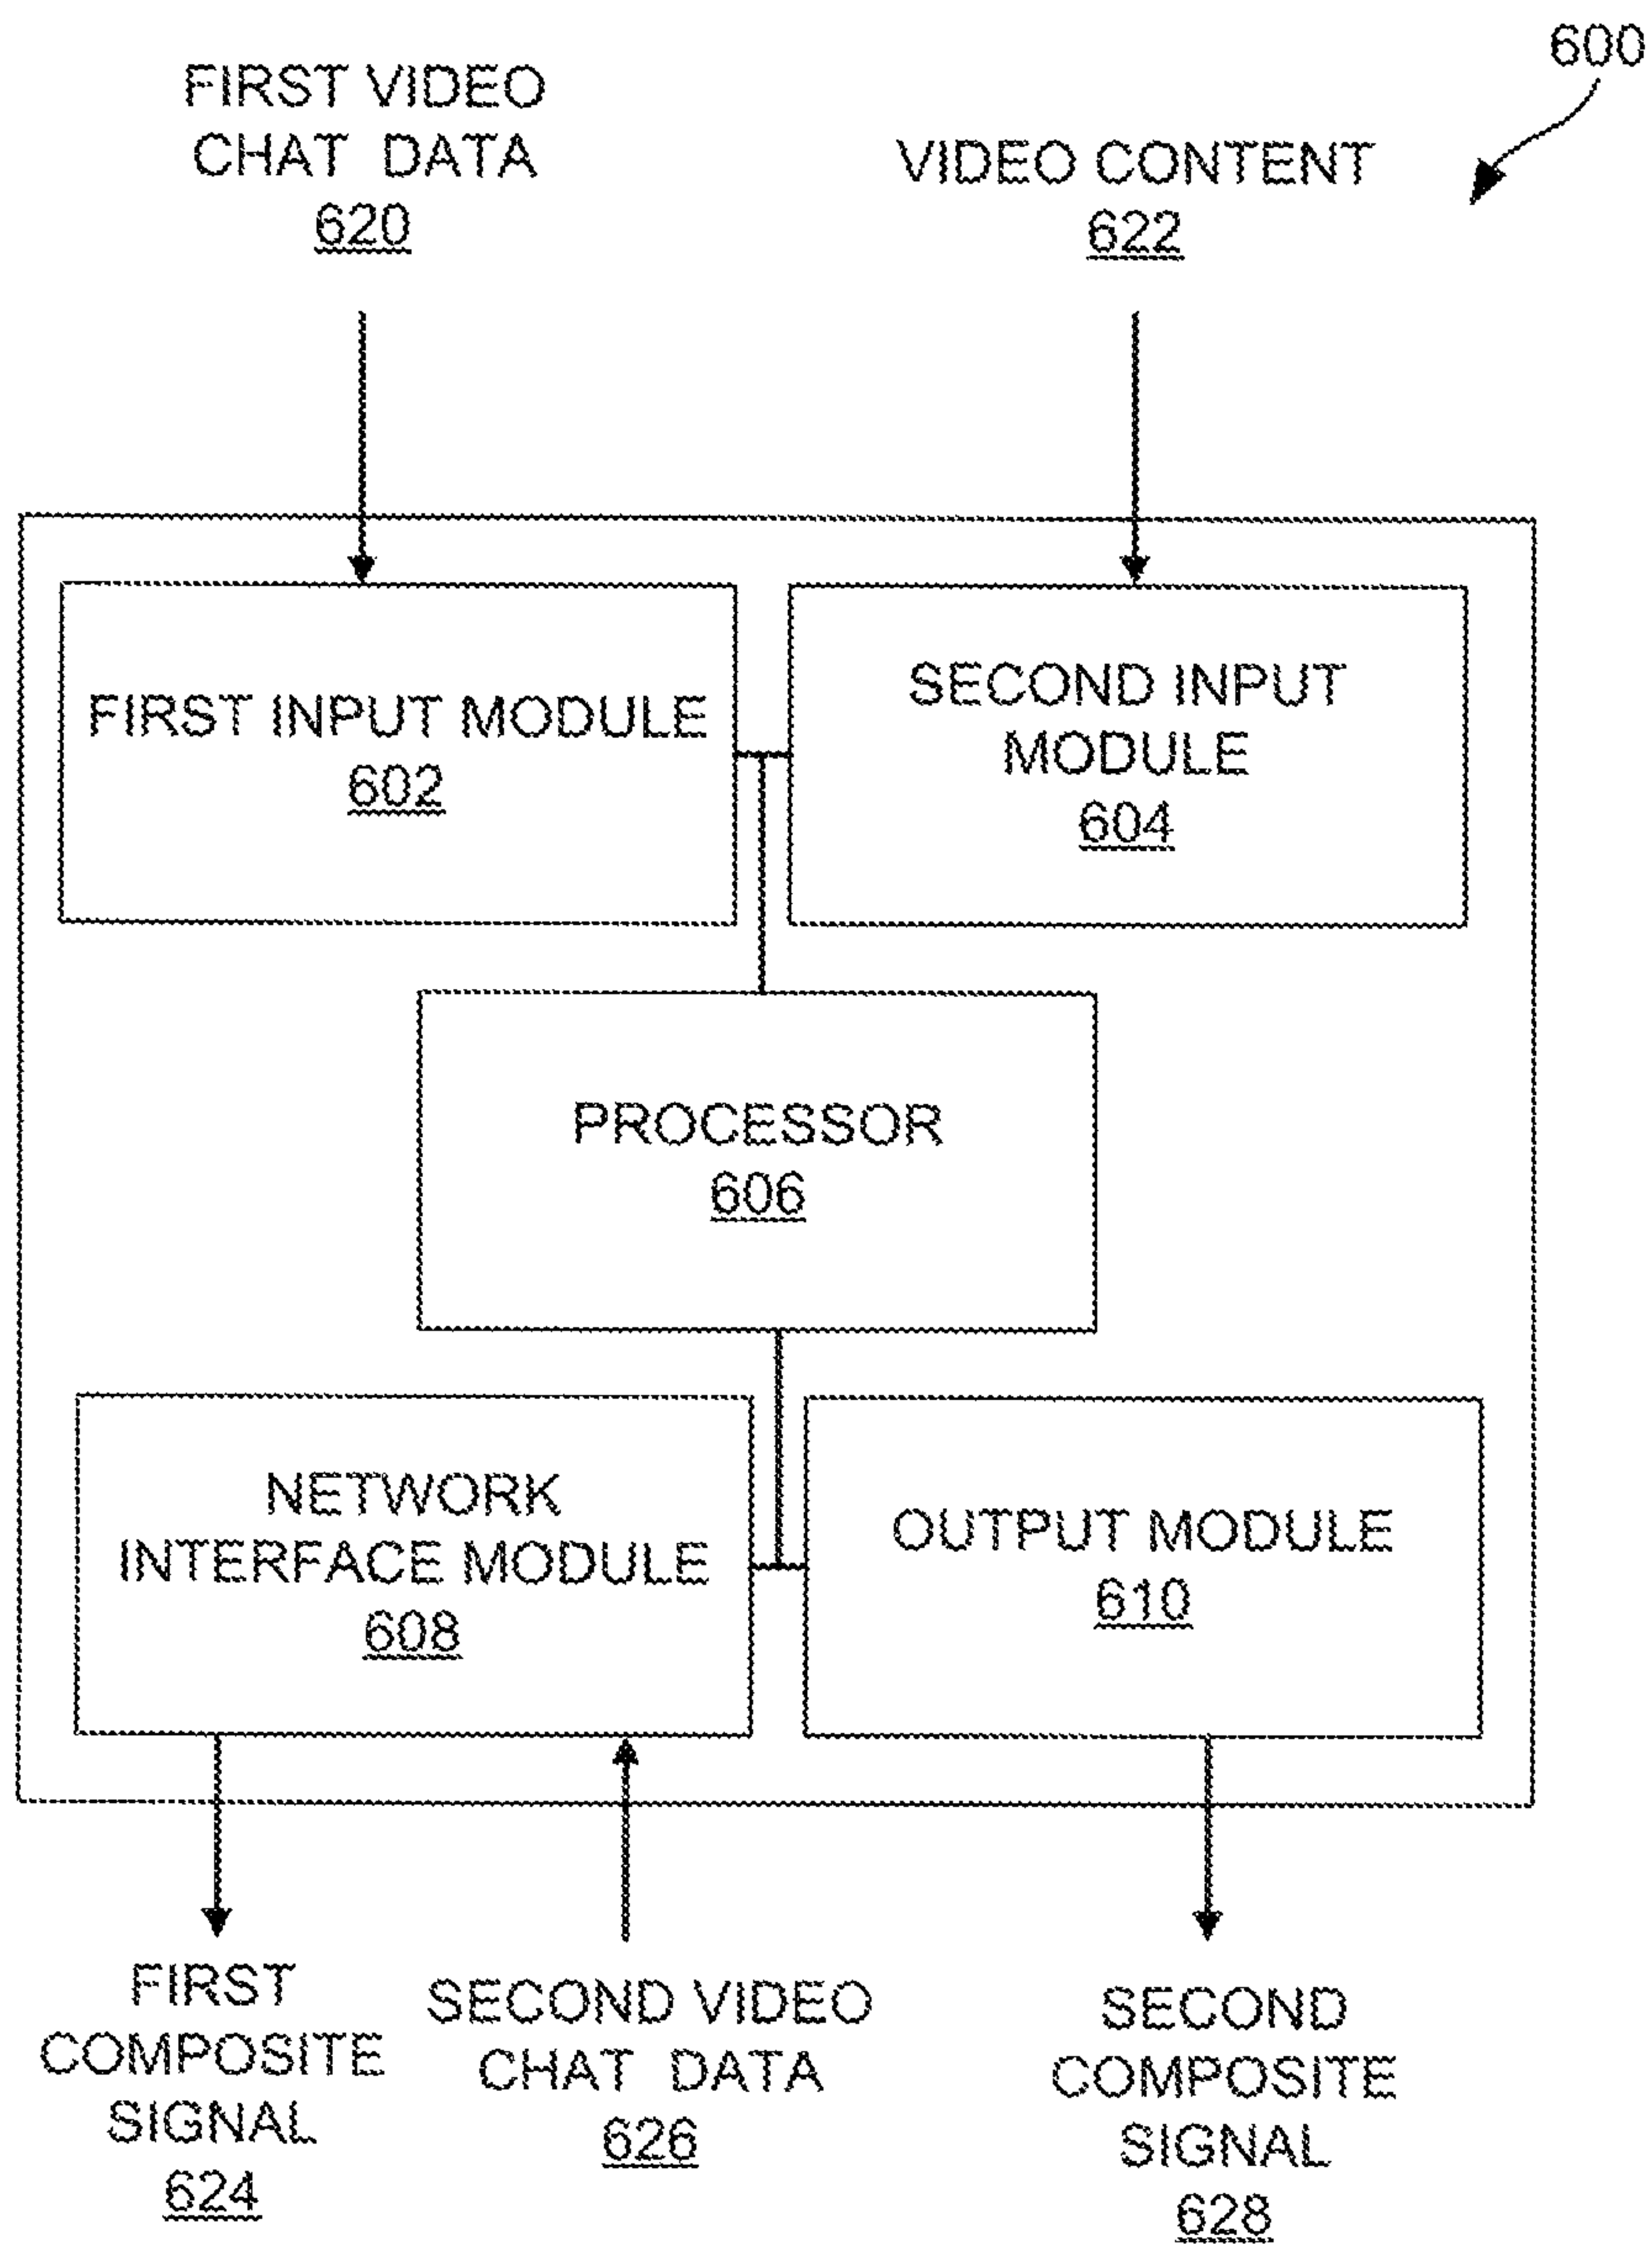 600
FIRST VIDEO
CHAT DATA
620
VIDEO CONTENT
622
FIRST INPUT MODULE
602
SECOND INPUT
MODULE
604
PROCESSOR
606
NETWORK
INTERFACE MODULE
608
OUTPUT MODULE
610
FIRST
COMPOSITE
SIGNAL
624
SECOND VIDEO
CHAT DATA
626
SECOND
COMPOSITE
SIGNAL
628